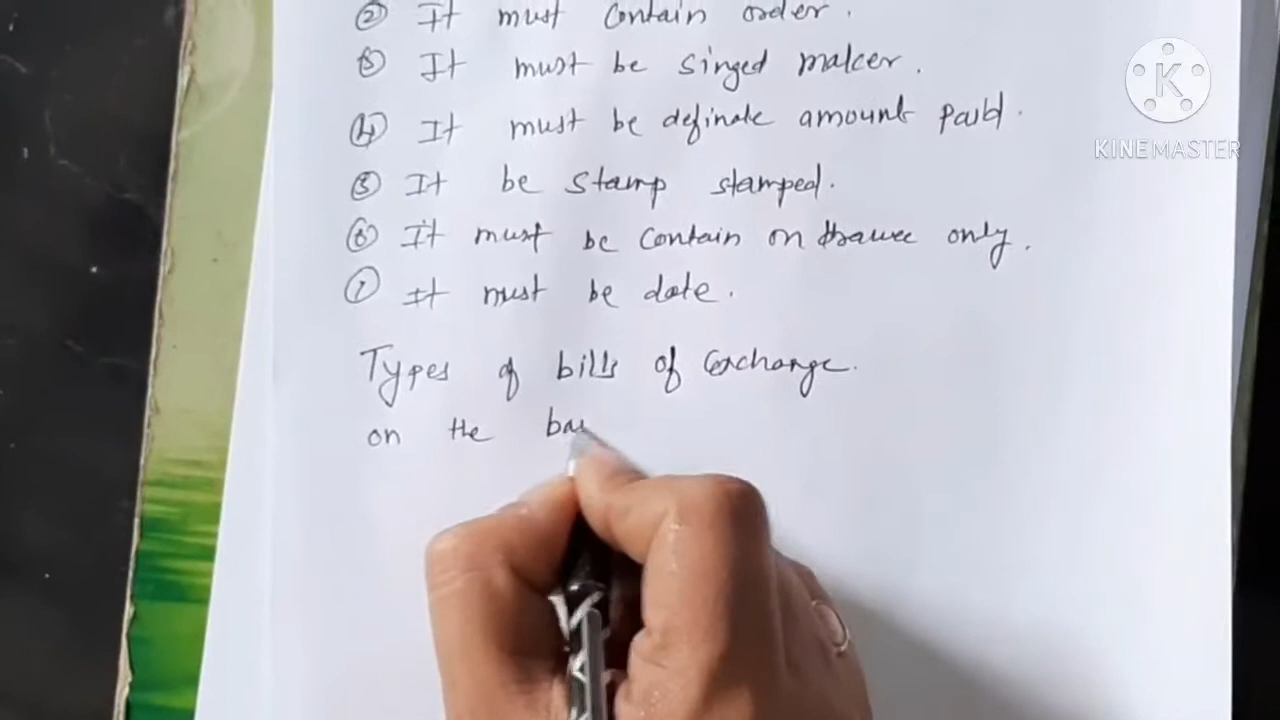 ② It must contain order.
③ It must be singed maker.
④ It must be definate amount paid.
⑤ It be stamp stamped.
⑥ It must be contain on drawee only.
⑦ It must be date.
Types of bills of exchange.
on the bas
K
KINEMASTER